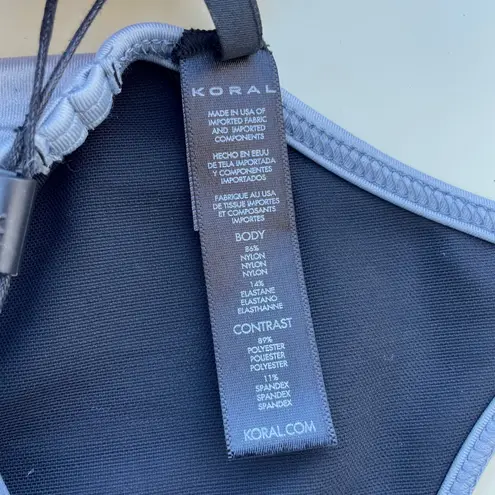 KORAL
MADE IN USA OF
IMPORTED FABRIC
AND IMPORTED
COMPONENTS
HECHO EN EEUU
DE TELA IMPORTADA
Y COMPONENTES
IMPORTADOS
FABRIQUE AU USA
DE TISSUE IMPORTES
ET COMPOSANTS
IMPORTES
BODY
86%
NYLON
NYLON
NYLON
14%
ELASTANE
ELASTANO
ELASTHANNE
CONTRAST
89%
POLYESTER
POLIESTER
POLYESTER
11%
SPANDEX
SPANDEX
SPANDEX
KORAL.COM